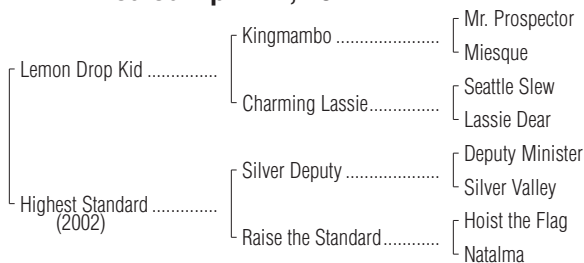 Mr. Prospector
Kingmambo ..................
Miesque
Lemon Drop Kid ..............
Seattle Slew
Charming Lassie..............
Lassie Dear
Deputy Minister
Silver Deputy ..................
Silver Valley
Highest Standard .............
(2002)
Hoist the Flag
Raise the Standard...........
Natalma